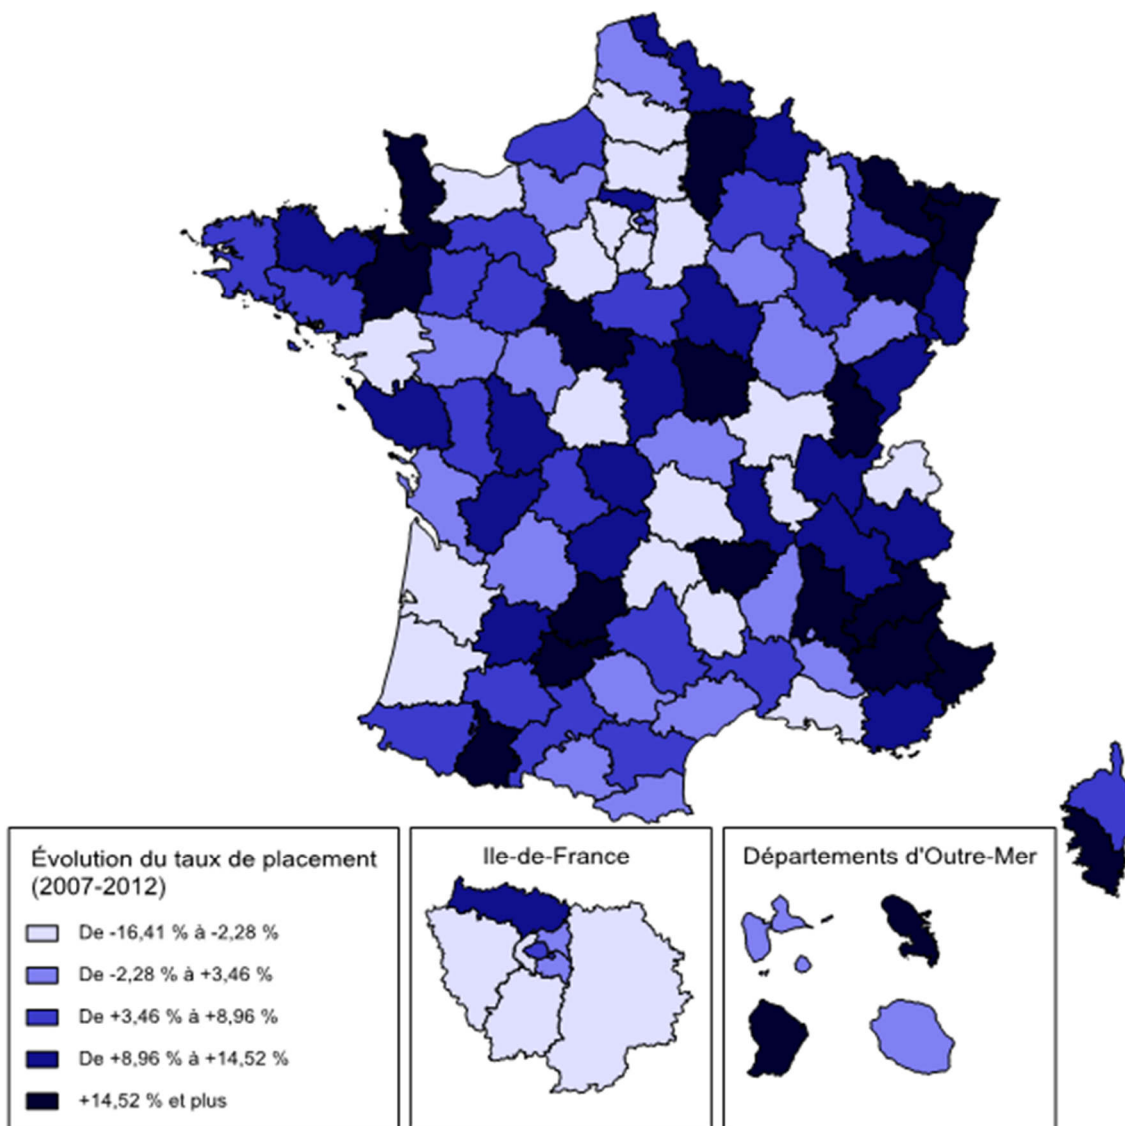 Évolution du taux de placement
(2007-2012)
De -16,41 % à -2,28 %
De -2,28 % à +3,46 %
De +3,46 % à +8,96 %
De +8,96 % à +14,52 %
+14,52 % et plus
Ile-de-France
Départements d'Outre-Mer